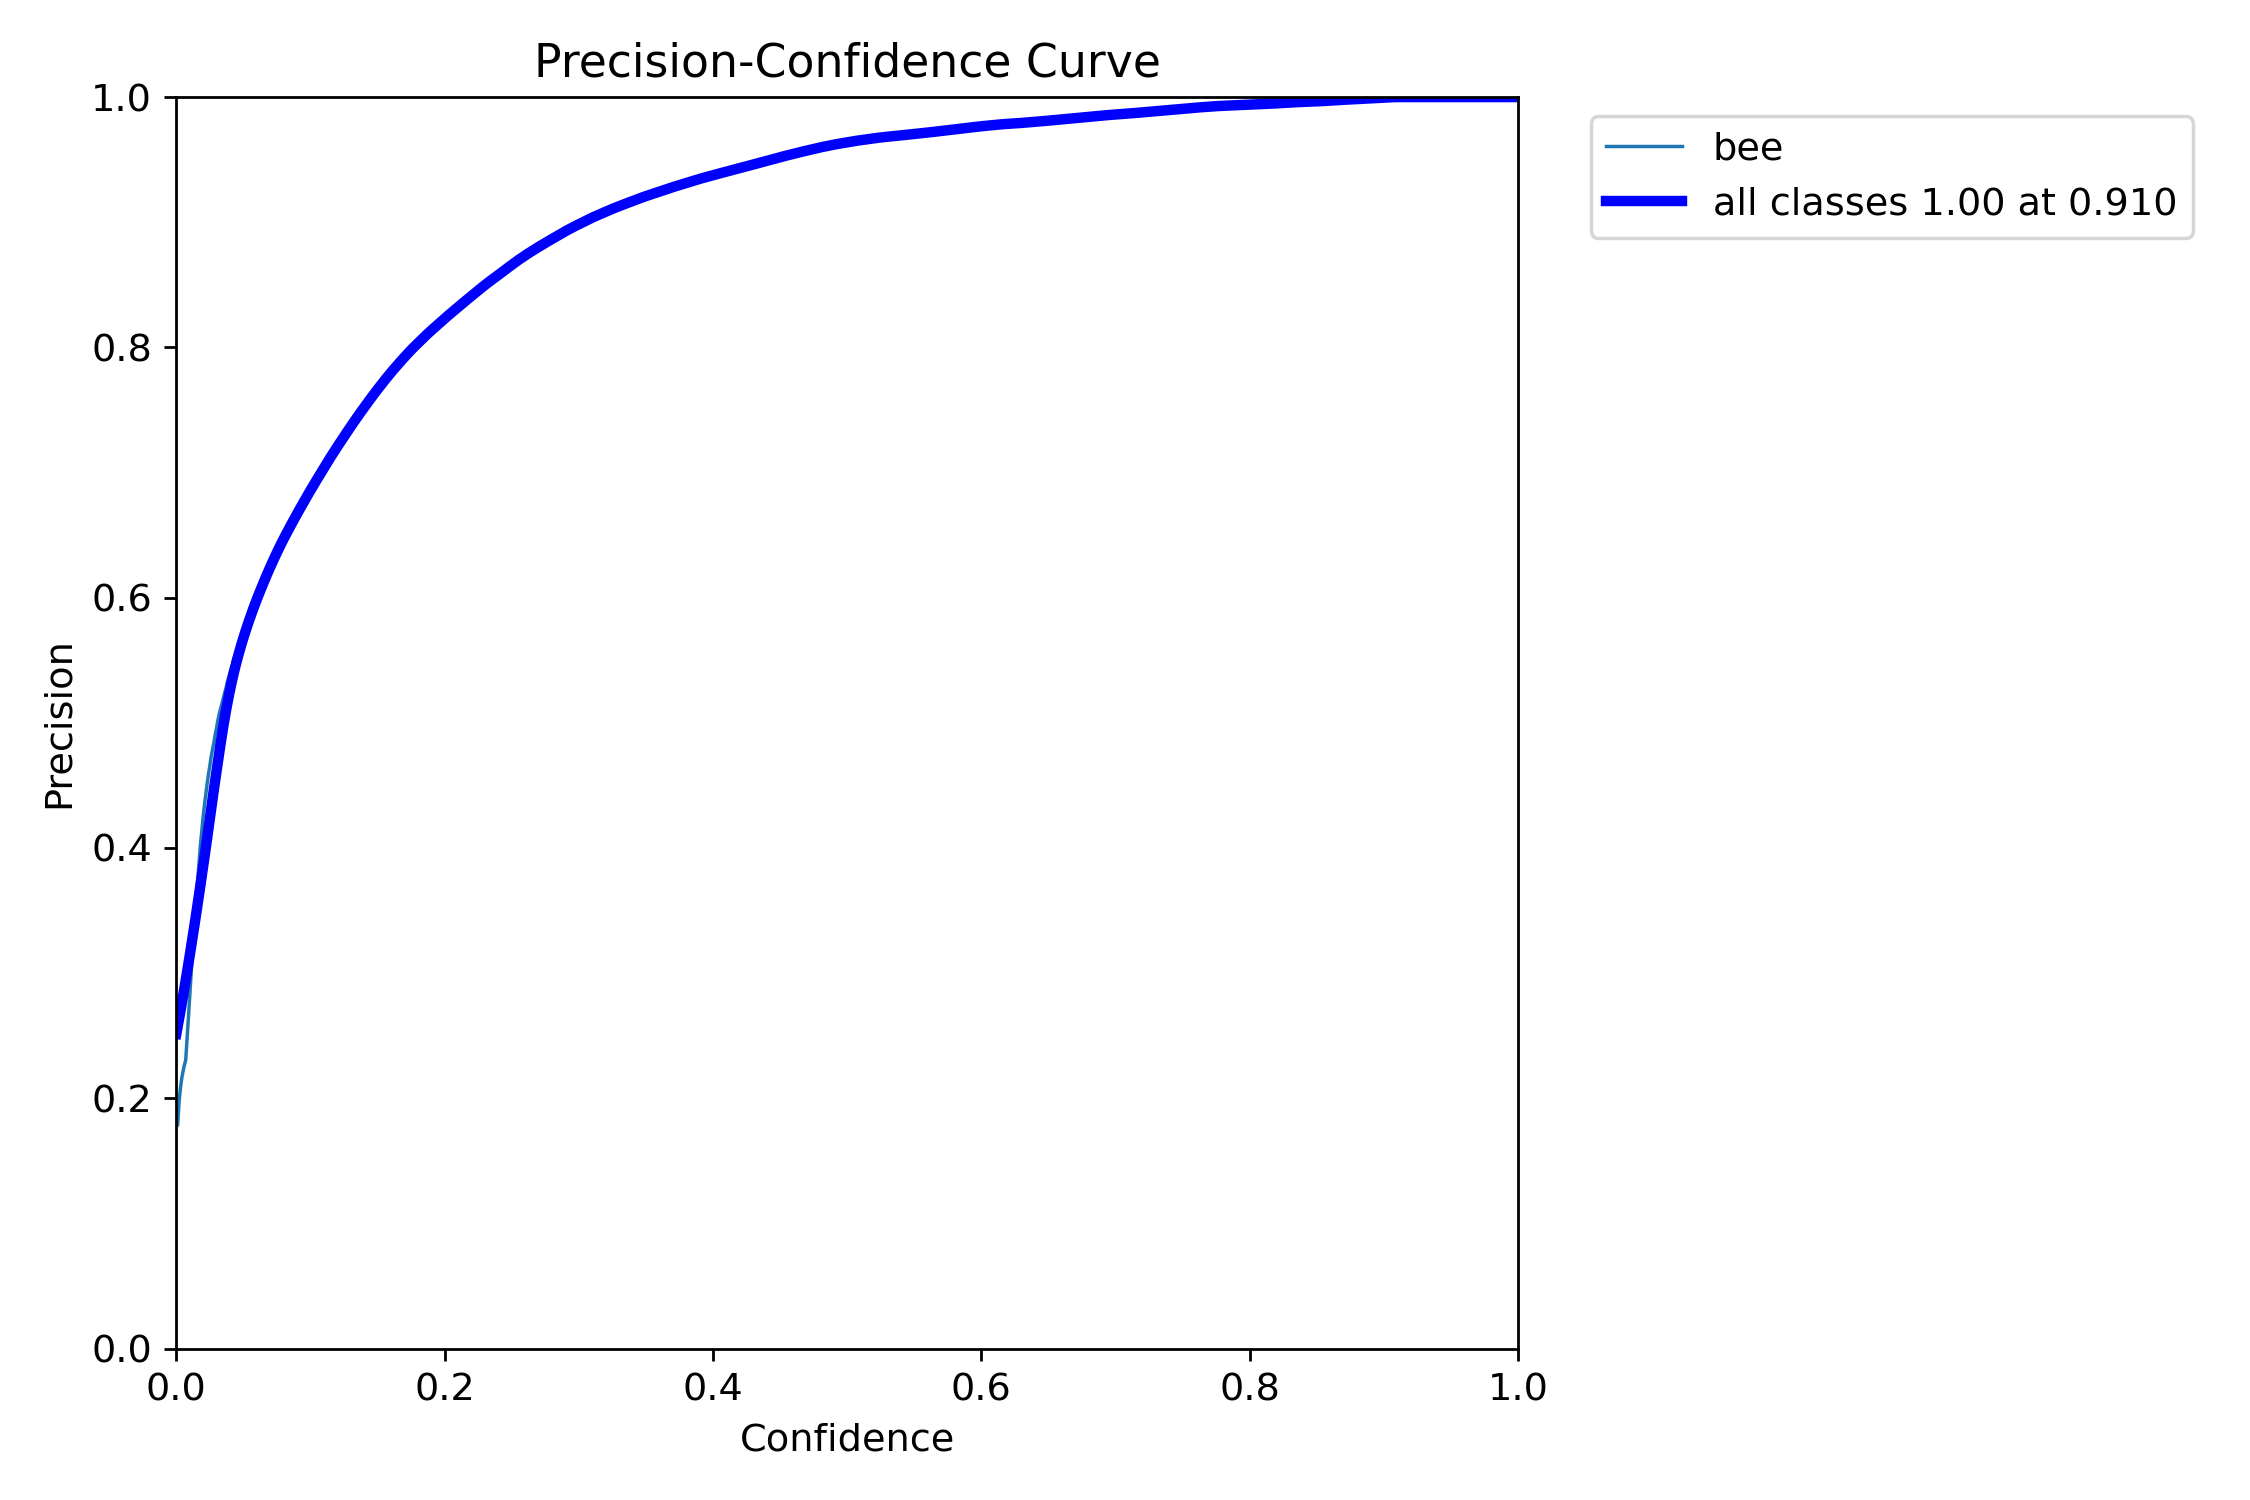 Precision-Confidence Curve
1.0
0.8
0.6
0.4
0.2
0.0
Precision
0.0 0.2 0.4 0.6 0.8 1.0
Confidence
bee
all classes 1.00 at 0.910